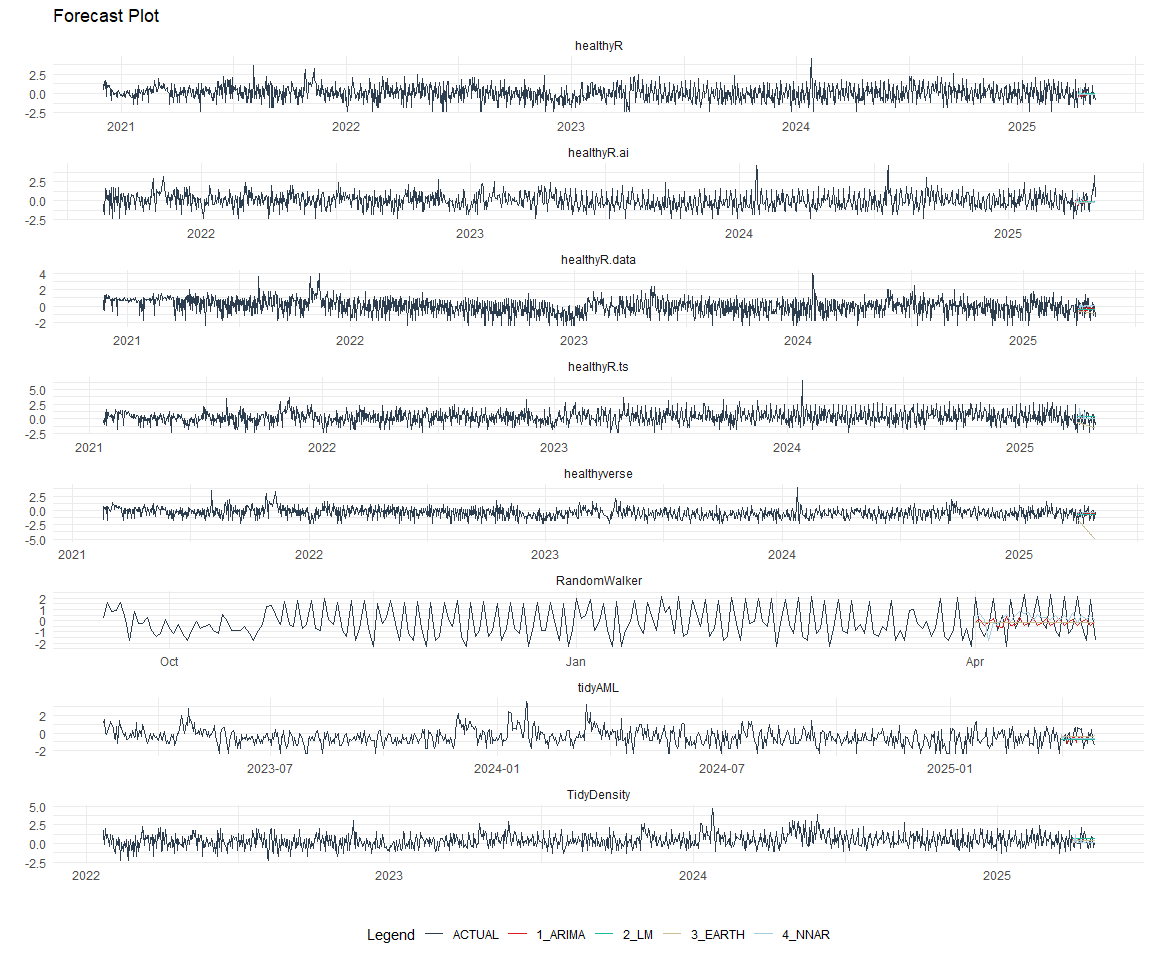 Forecast Plot
healthyR
2.5
0.0
-2.5
2021 2022 2023 2024 2025
healthyR.ai
2.5
0.0
-2.5
2022 2023 2024 2025
healthyR.data
4
2
0
-2
2021 2022 2023 2024 2025
healthyR.ts
5.0
2.5
0.0
-2.5
2021 2022 2023 2024 2025
healthyverse
2.5
0.0
-2.5
-5.0
2021 2022 2023 2024 2025
RandomWalker
2
1
0
-1
-2
Oct Jan Apr
tidyAML
2
0
-2
2023-07 2024-01 2024-07 2025-01
TidyDensity
5.0
2.5
0.0
-2.5
2022 2023 2024 2025
Legend ACTUAL 1_ARIMA 2_LM 3_EARTH 4_NNAR